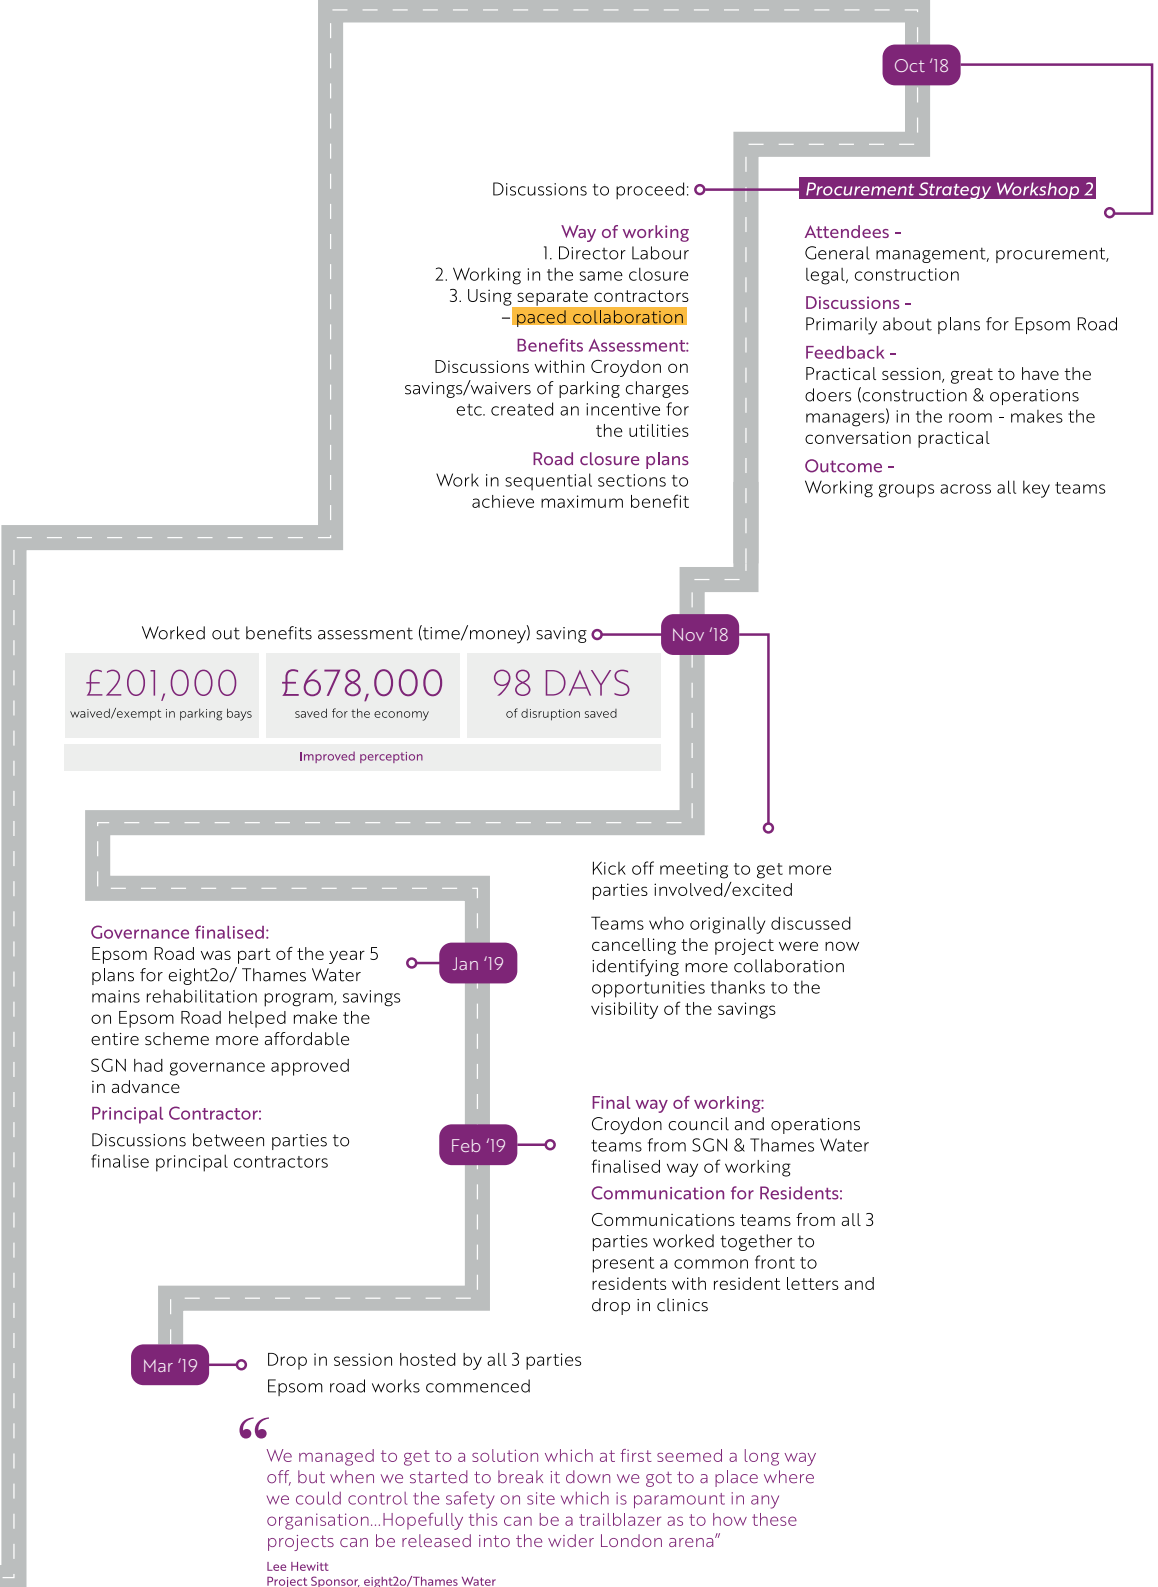 Oct ‘18
Discussions to proceed:
Procurement Strategy Workshop 2
Way of working
1. Director Labour
2. Working in the same closure
3. Using separate contractors
– paced collaboration
Benefits Assessment:
Discussions within Croydon on
savings/waivers of parking charges
etc. created an incentive for
the utilities
Road closure plans
Work in sequential sections to
achieve maximum benefit
Attendees -
General management, procurement,
legal, construction
Discussions -
Primarily about plans for Epsom Road
Feedback -
Practical session, great to have the
doers (construction & operations
managers) in the room - makes the
conversation practical
Outcome -
Working groups across all key teams
Worked out benefits assessment (time/money) saving
Nov ‘18
£201,000
waived/exempt in parking bays
£678,000
saved for the economy
98 DAYS
of disruption saved
Improved perception
Kick off meeting to get more
parties involved/excited
Teams who originally discussed
cancelling the project were now
identifying more collaboration
opportunities thanks to the
visibility of the savings
Jan ‘19
Governance finalised:
Epsom Road was part of the year 5
plans for eight2o/ Thames Water
mains rehabilitation program, savings
on Epsom Road helped make the
entire scheme more affordable
SGN had governance approved
in advance
Principal Contractor:
Discussions between parties to
finalise principal contractors
Feb ‘19
Final way of working:
Croydon council and operations
teams from SGN & Thames Water
finalised way of working
Communication for Residents:
Communications teams from all 3
parties worked together to
present a common front to
residents with resident letters and
drop in clinics
Mar ‘19
Drop in session hosted by all 3 parties
Epsom road works commenced
“
We managed to get to a solution which at first seemed a long way
off, but when we started to break it down we got to a place where
we could control the safety on site which is paramount in any
organisation...Hopefully this can be a trailblazer as to how these
projects can be released into the wider London arena”
Lee Hewitt
Project Sponsor, eight2o/Thames Water